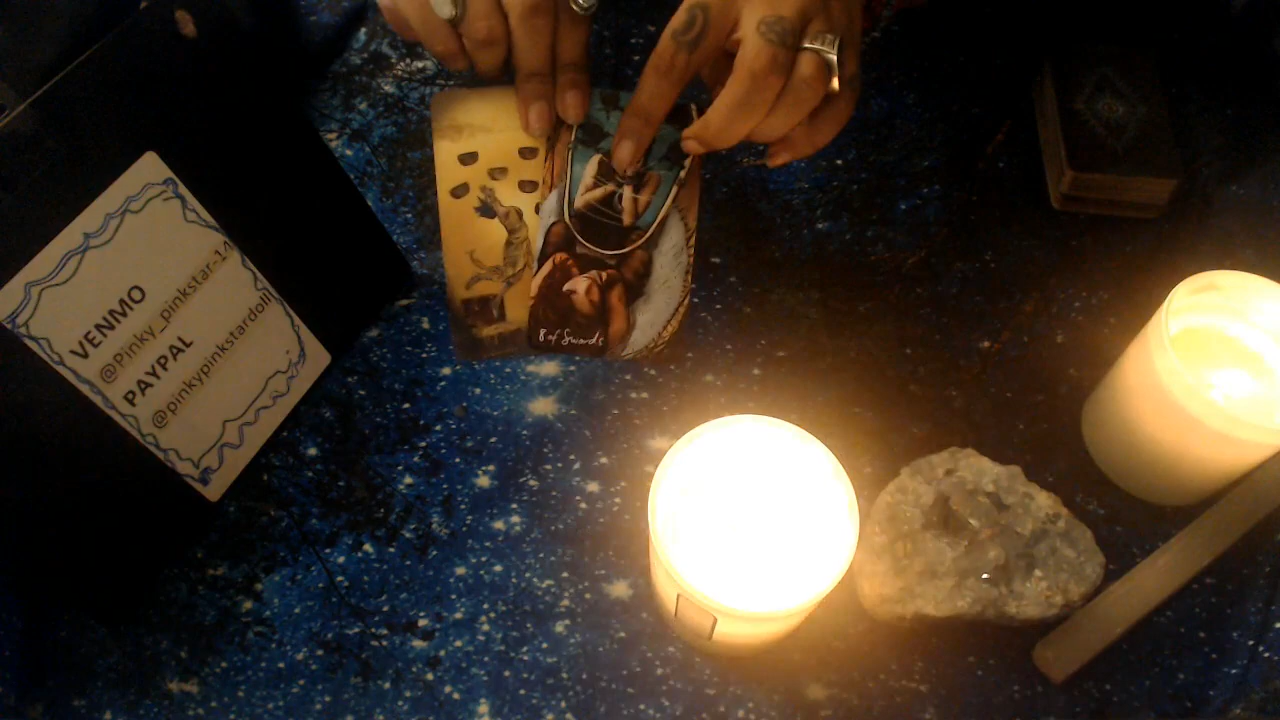 VENMO
@Pinky_pinkstar-14
PAYPAL
@pinkypinkstardoll
8 of Swords